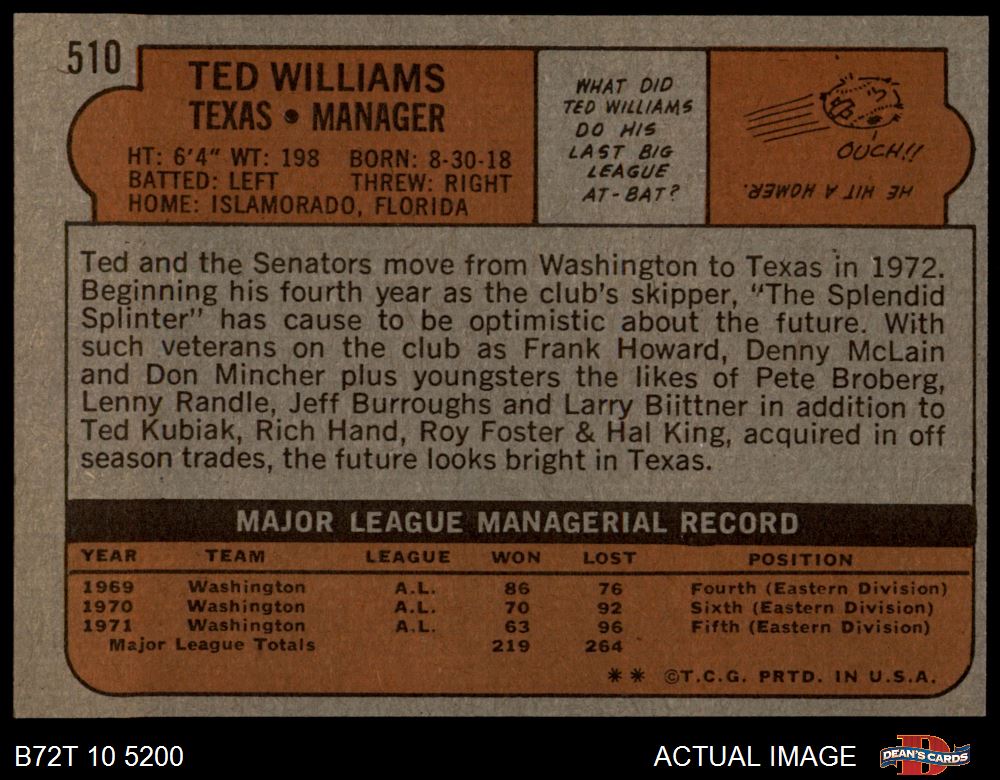 510
TED WILLIAMS
TEXAS • MANAGER
HT: 6'4" WT: 198 BORN: 8-30-18
BATTED: LEFT THREW: RIGHT
HOME: ISLAMORADO, FLORIDA
WHAT DID
TED WILLIAMS
DO HIS
LAST BIG
LEAGUE
AT-BAT?
OUCH!!
HE HIT A HOMER.
Ted and the Senators move from Washington to Texas in 1972.
Beginning his fourth year as the club's skipper, "The Splendid
Splinter" has cause to be optimistic about the future. With
such veterans on the club as Frank Howard, Denny McLain
and Don Mincher plus youngsters the likes of Pete Broberg,
Lenny Randle, Jeff Burroughs and Larry Biittner in addition to
Ted Kubiak, Rich Hand, Roy Foster & Hal King, acquired in off
season trades, the future looks bright in Texas.
MAJOR LEAGUE MANAGERIAL RECORD
YEAR TEAM LEAGUE WON LOST POSITION
1969 Washington A.L. 86 76 Fourth (Eastern Division)
1970 Washington A.L. 70 92 Sixth (Eastern Division)
1971 Washington A.L. 63 96 Fifth (Eastern Division)
Major League Totals 219 264
** ©T.C.G. PRTD. IN U.S.A.
B72T 10 5200 ACTUAL IMAGE DEAN'S CARDS